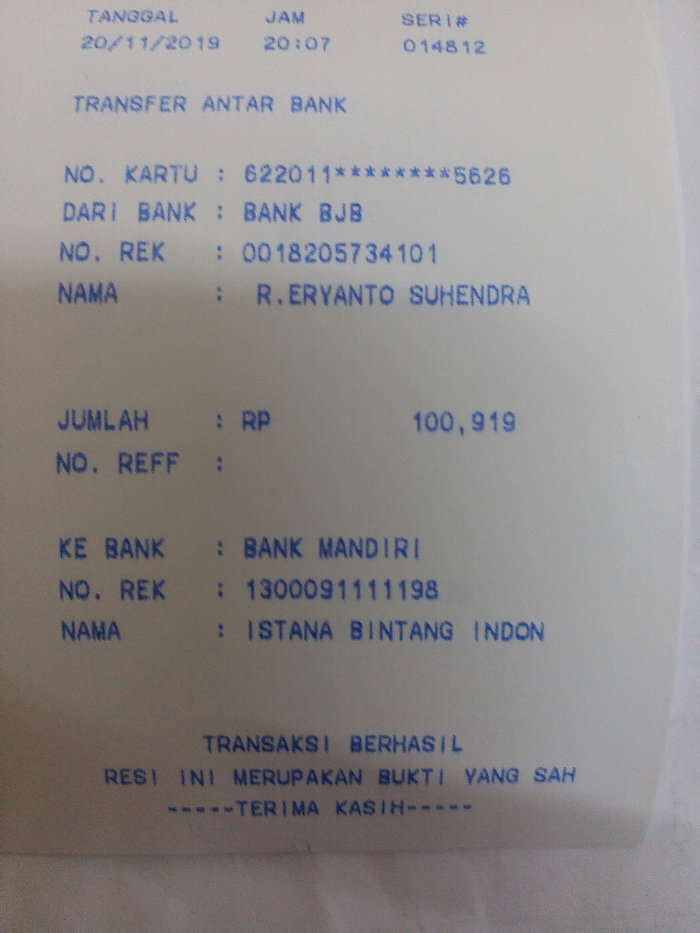 TANGGAL JAM SERI#
20/11/2019 20:07 014812
TRANSFER ANTAR BANK
NO. KARTU : 622011********5626
DARI BANK : BANK BJB
NO. REK : 0018205734101
NAMA : R.ERYANTO SUHENDRA
JUMLAH : RP 100,919
NO. REFF :
KE BANK : BANK MANDIRI
NO. REK : 1300091111198
NAMA : ISTANA BINTANG INDON
TRANSAKSI BERHASIL
RESI INI MERUPAKAN BUKTI YANG SAH
-----TERIMA KASIH-----